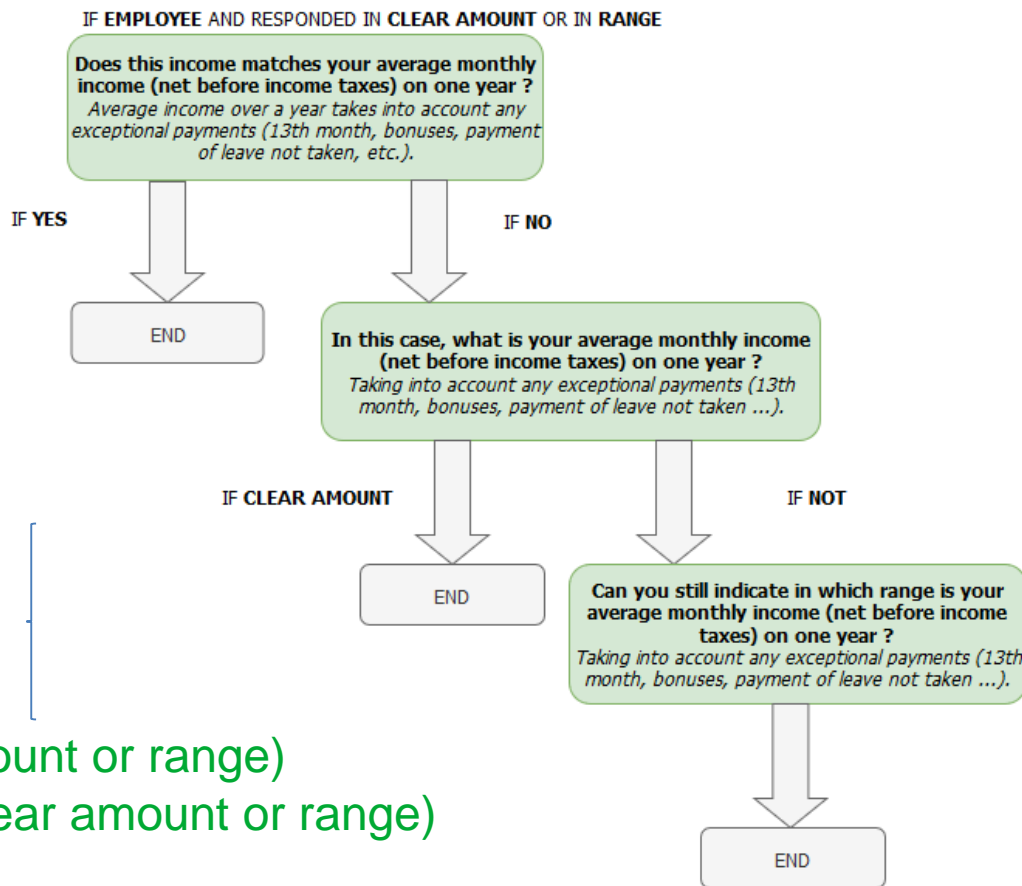 IF EMPLOYEE AND RESPONDED IN CLEAR AMOUNT OR IN RANGE
Does this income matches your average monthly
income (net before income taxes) on one year ?
Average income over a year takes into account any
exceptional payments (13th month, bonuses, payment
of leave not taken, etc.).
IF YES
IF NO
END
In this case, what is your average monthly income
(net before income taxes) on one year ?
Taking into account any exceptional payments (13th
month, bonuses, payment of leave not taken ...).
IF CLEAR AMOUNT
IF NOT
END
Can you still indicate in which range is your
average monthly income (net before income
taxes) on one year ?
Taking into account any exceptional payments (13th
month, bonuses, payment of leave not taken ...).
or range)
amount or range)
END